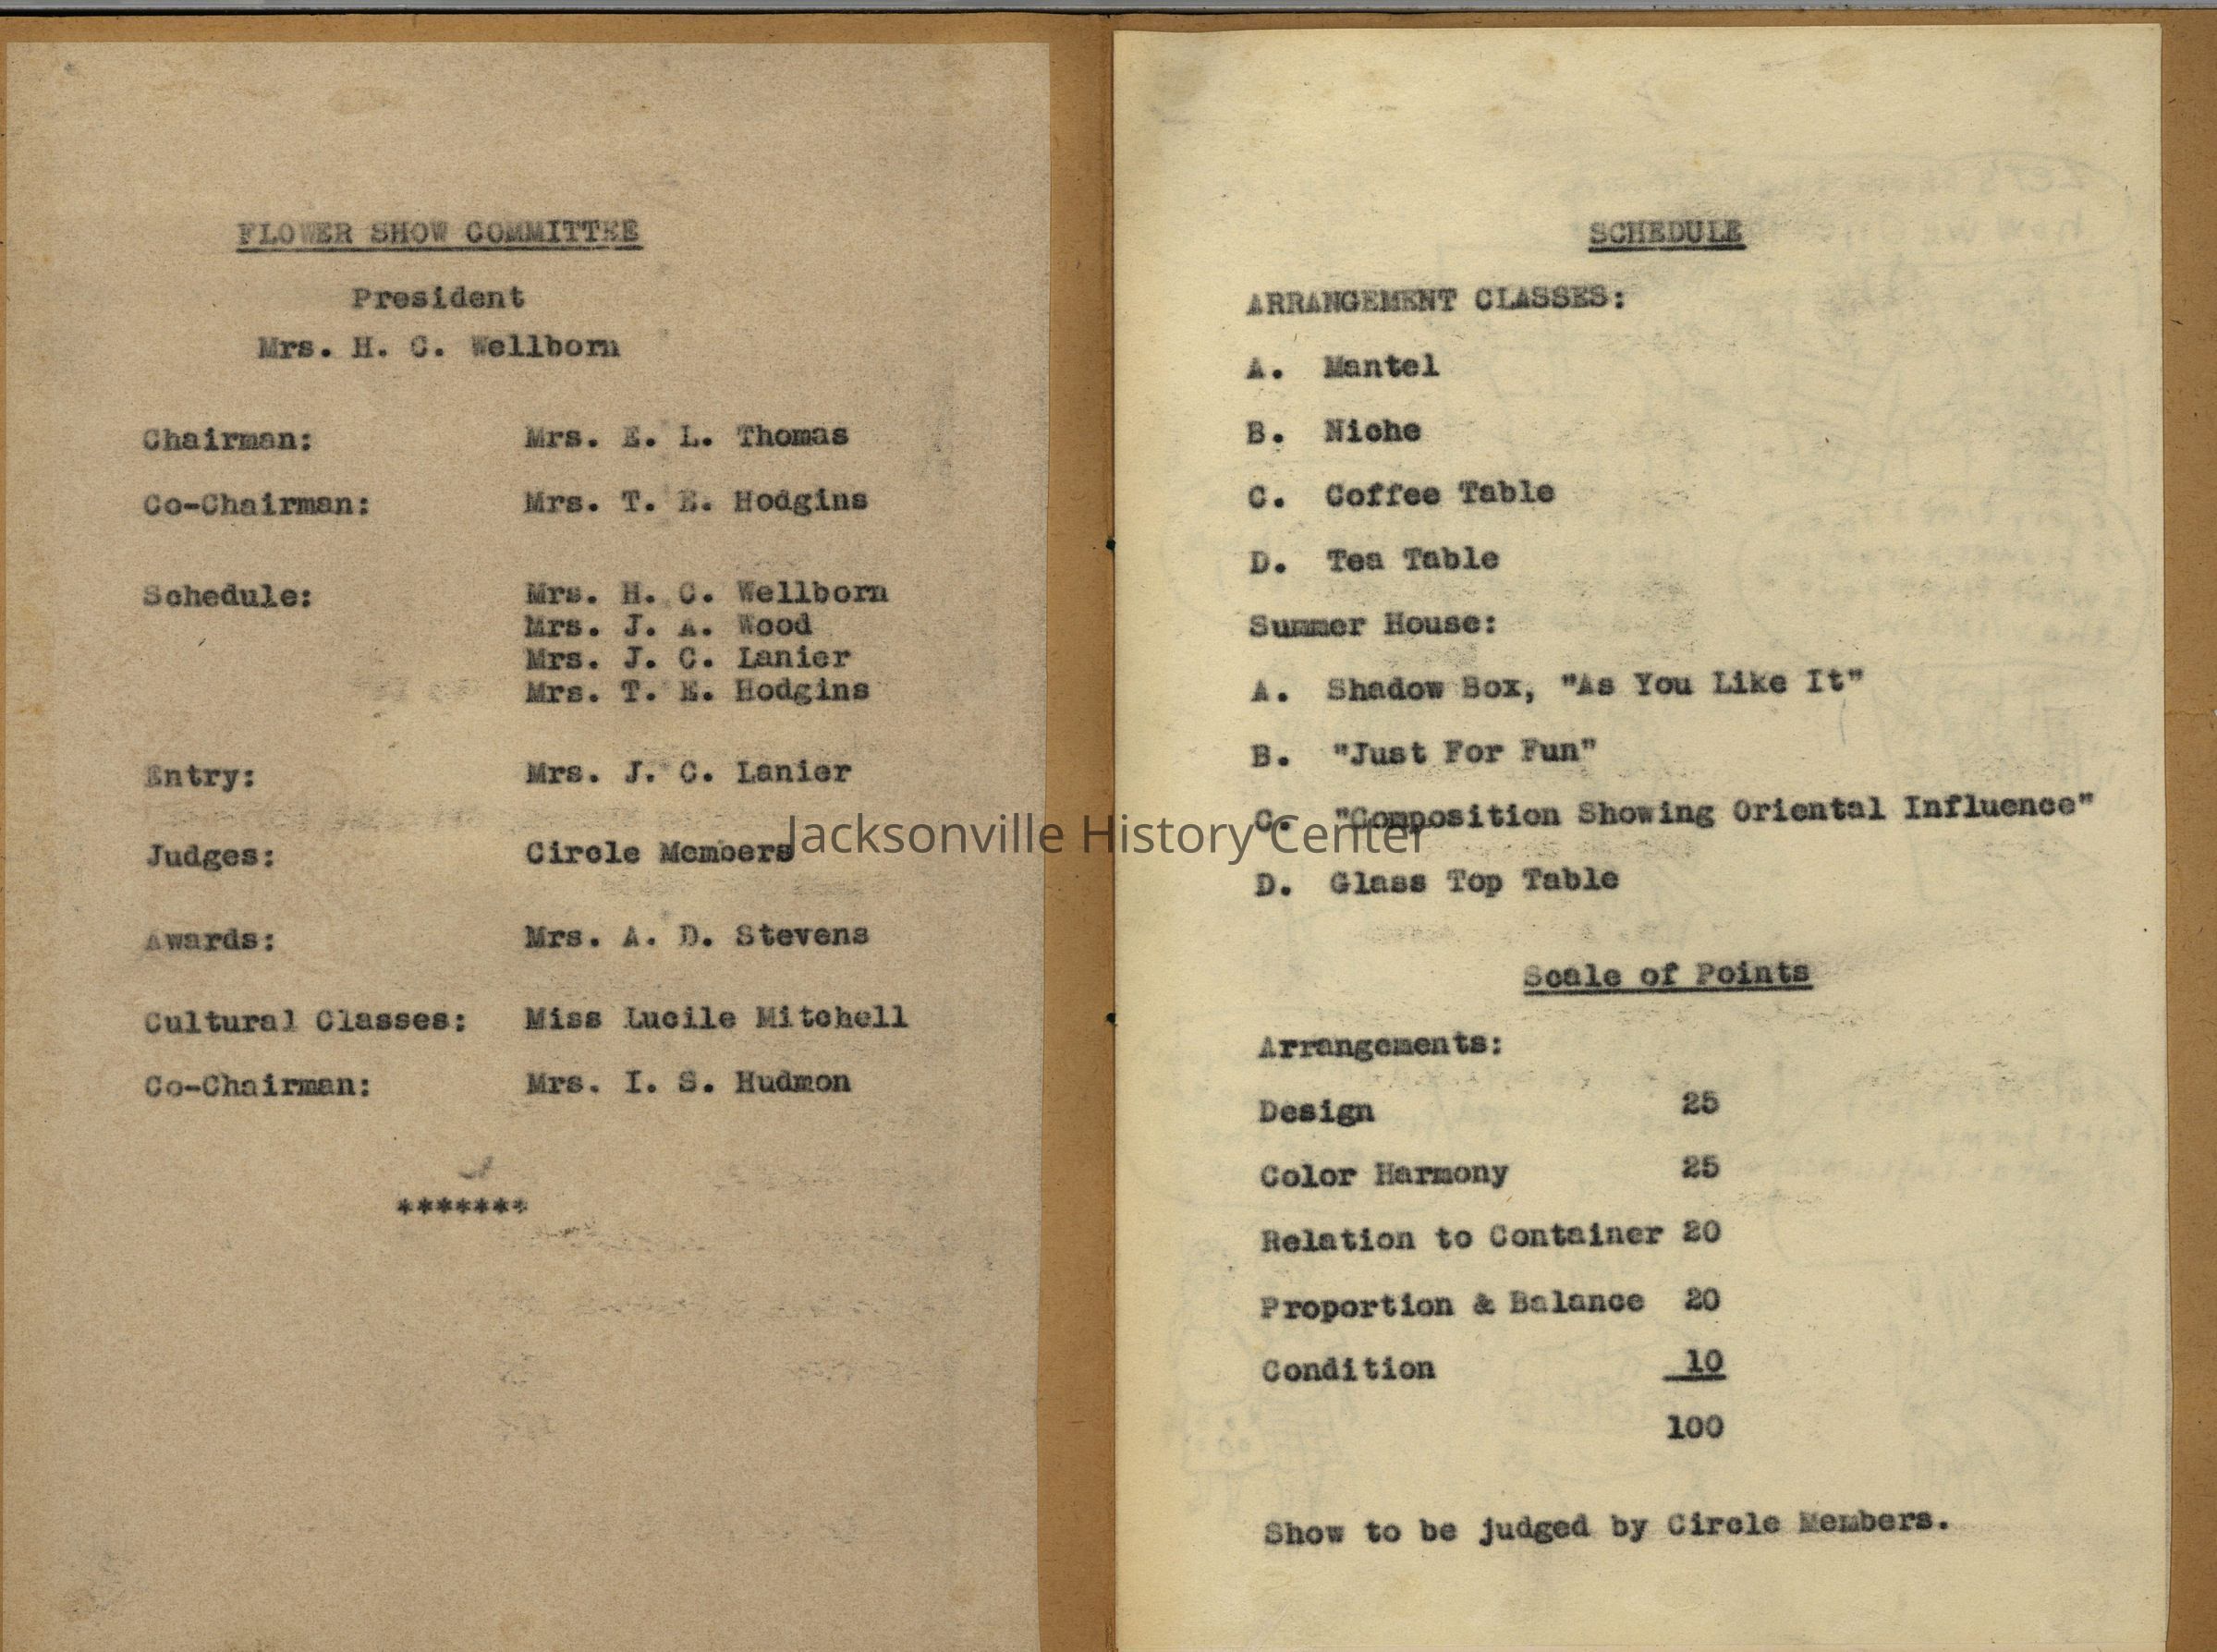 FLOWER SHOW COMMITTEE
President
Mrs. H. C. Wellborn
Chairman: Mrs. E. L. Thomas
Co-Chairman: Mrs. T. E. Hodgins
Schedule: Mrs. H. C. Wellborn
Mrs. J. A. Wood
Mrs. J. C. Lanier
Mrs. T. E. Hodgins
Entry: Mrs. J. C. Lanier
Judges: Circle Members
Awards: Mrs. A. D. Stevens
Cultural Classes: Miss Lucile Mitchell
Co-Chairman: Mrs. I. S. Hudmon
*******
SCHEDULE
ARRANGEMENT CLASSES:
A. Mantel
B. Niche
C. Coffee Table
D. Tea Table
Summer House:
A. Shadow Box, "As You Like It"
B. "Just For Fun"
C. "Composition Showing Oriental Influence"
D. Glass Top Table
Scale of Points
Arrangements:
Design 25
Color Harmony 25
Relation to Container 20
Proportion & Balance 20
Condition 10
100
Show to be judged by Circle Members.
Jacksonville History Center